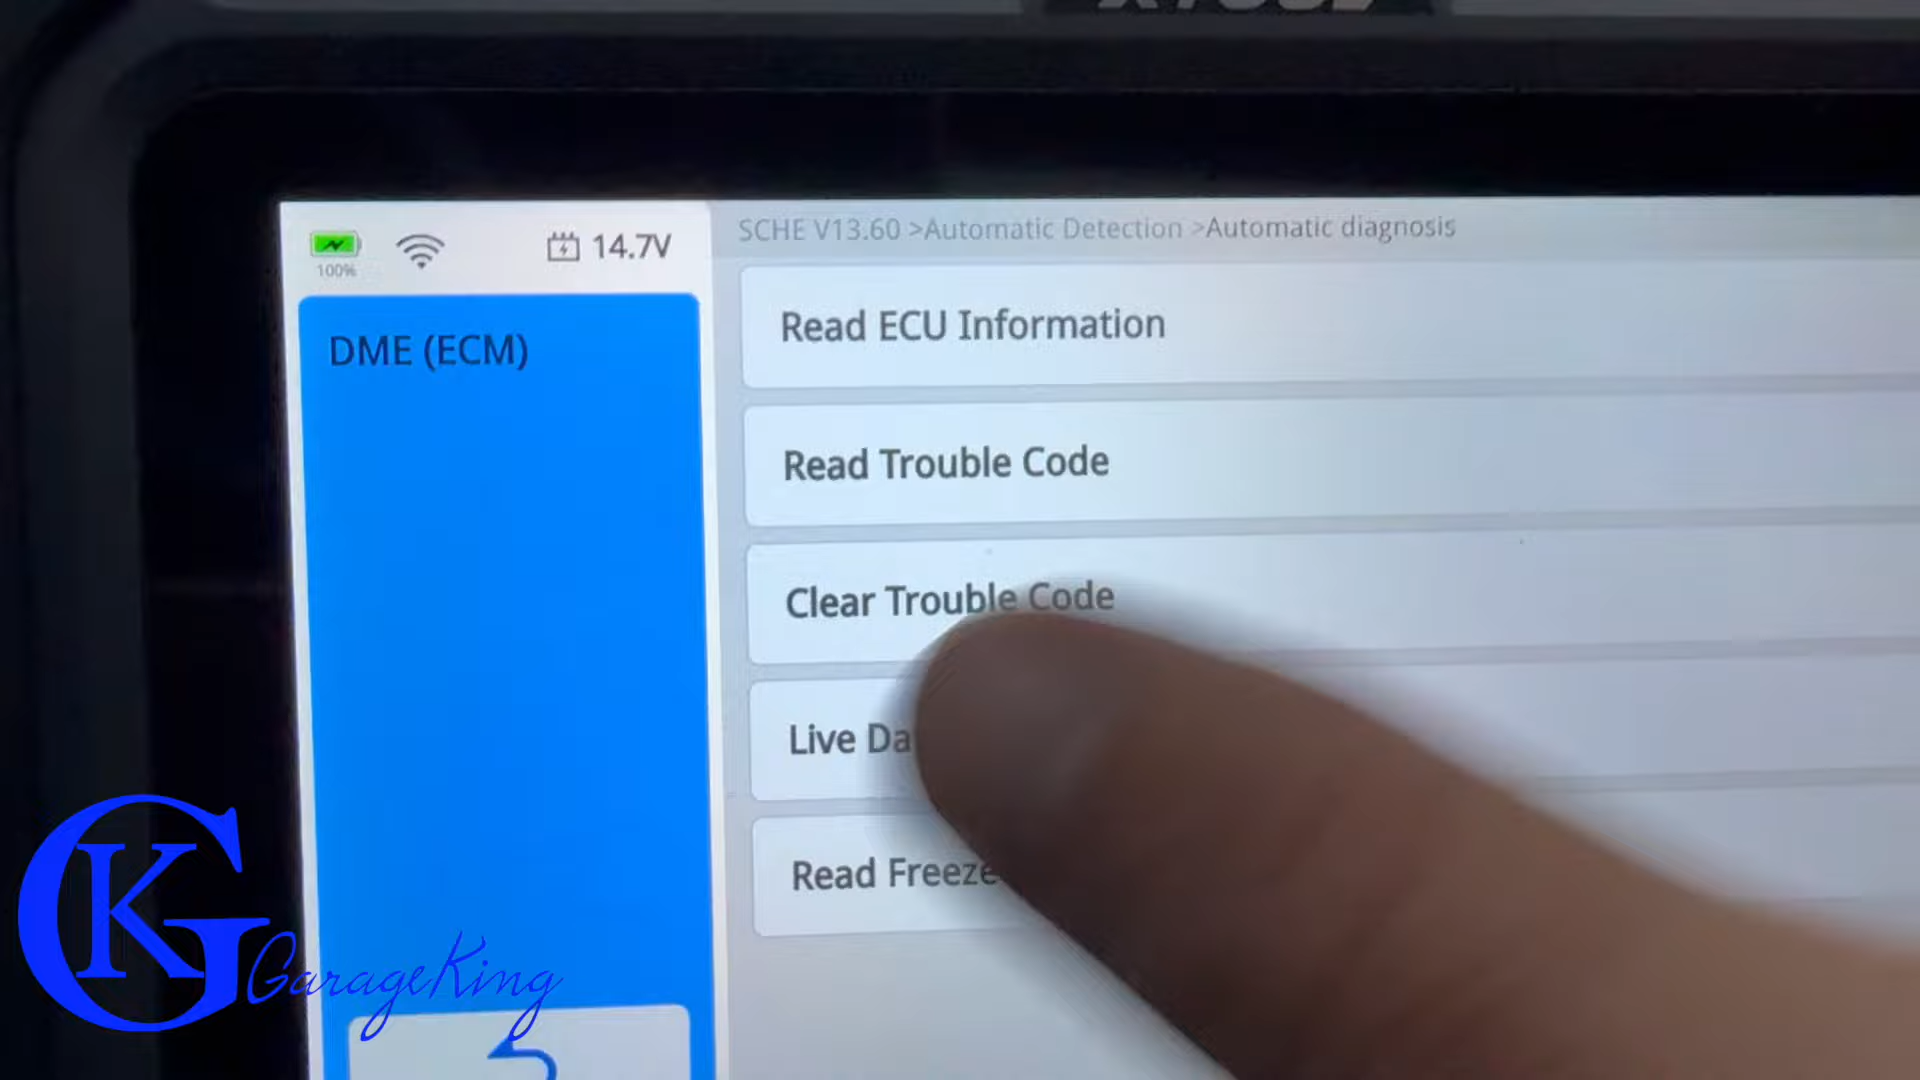 100%
14.7V
SCHE V13.60 >Automatic Detection >Automatic diagnosis
DME (ECM)
Read ECU Information
Read Trouble Code
Clear Trouble Code
Live Da
Read Freeze
GK
GarageKing